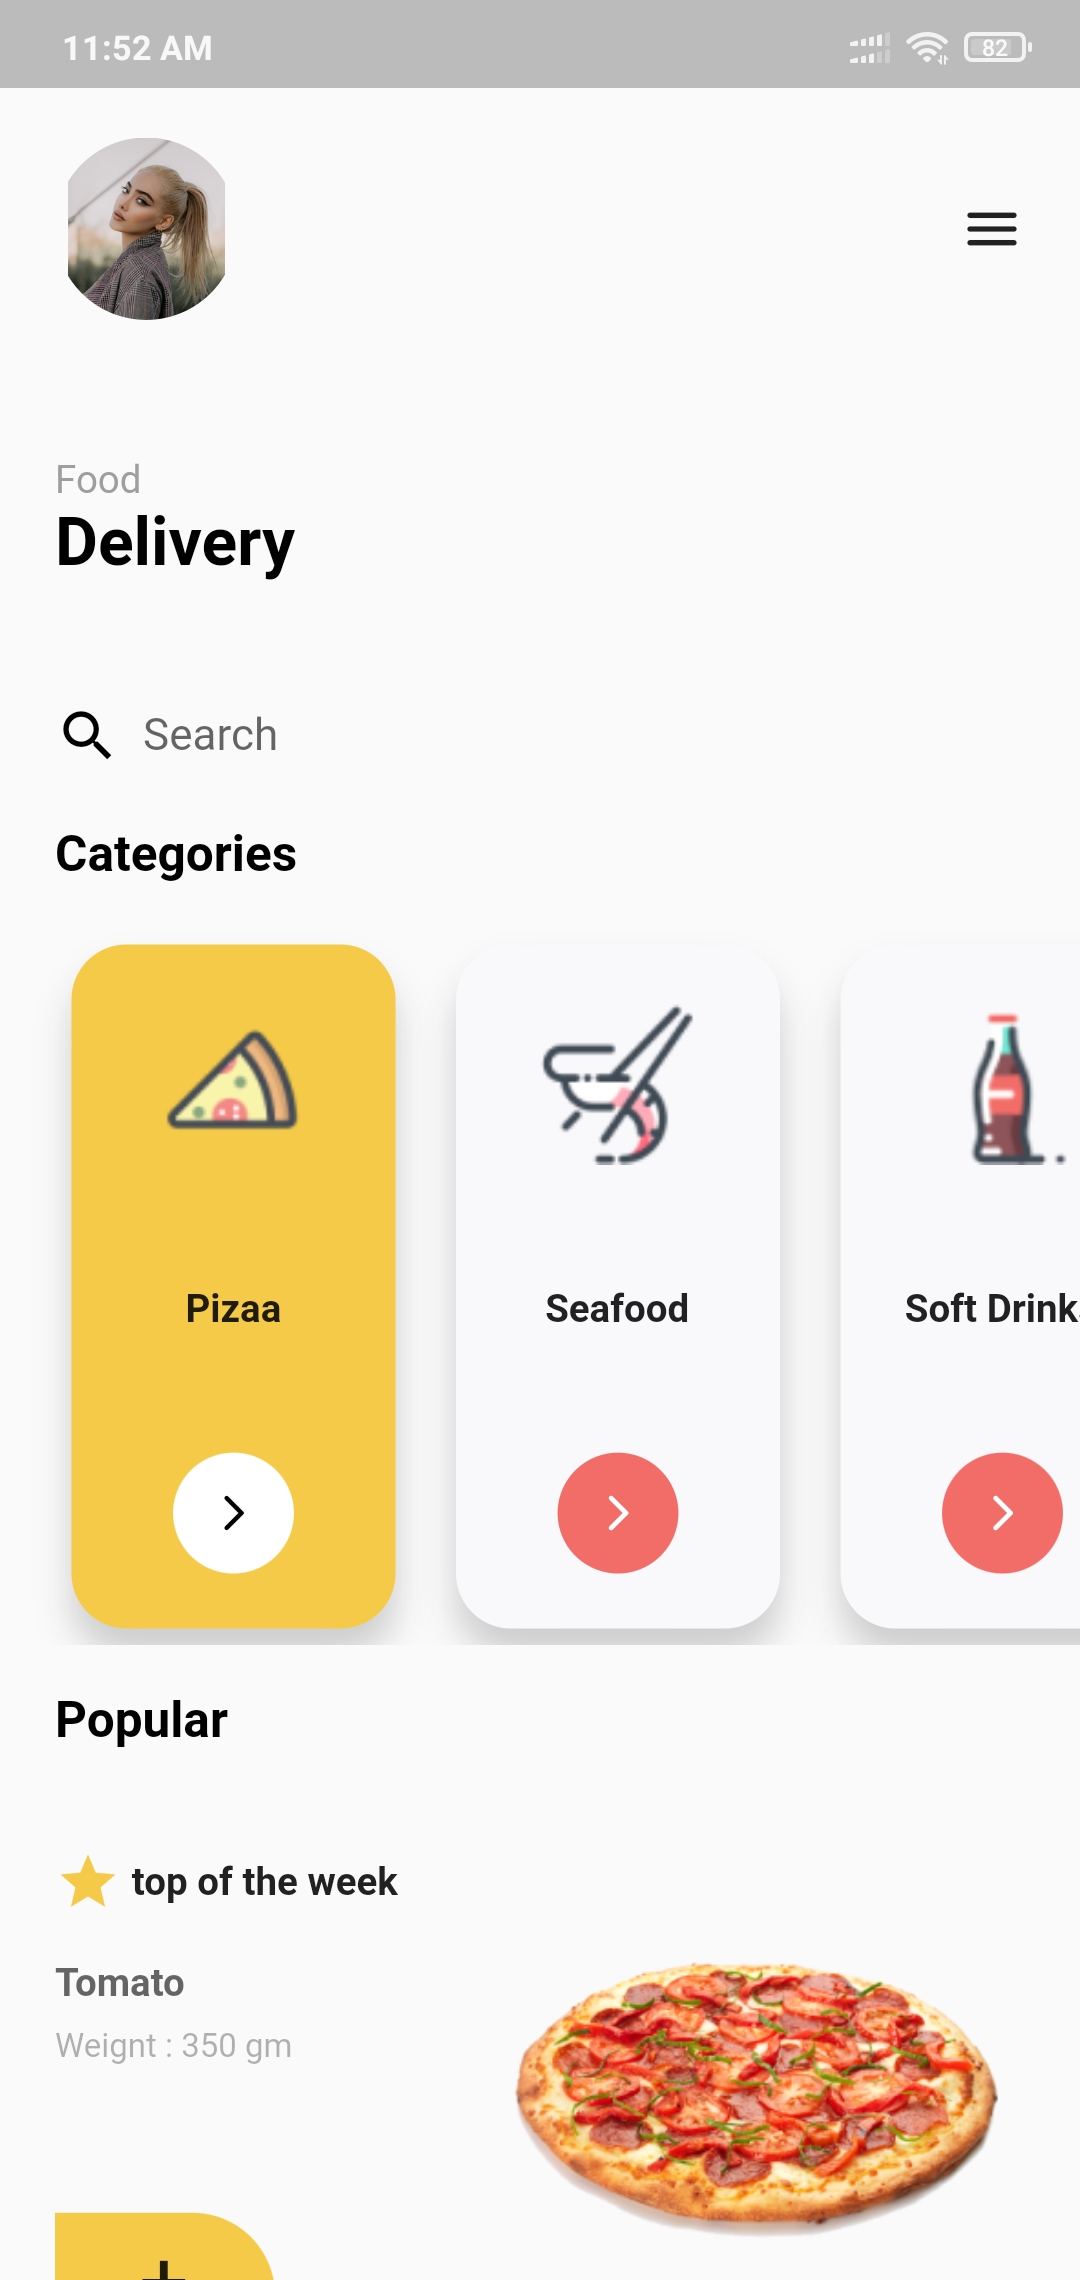 11:52 AM
82
Food
Delivery
Search
Categories
Pizaa
Seafood
Soft Drink
Popular
top of the week
Tomato
Weignt : 350 gm